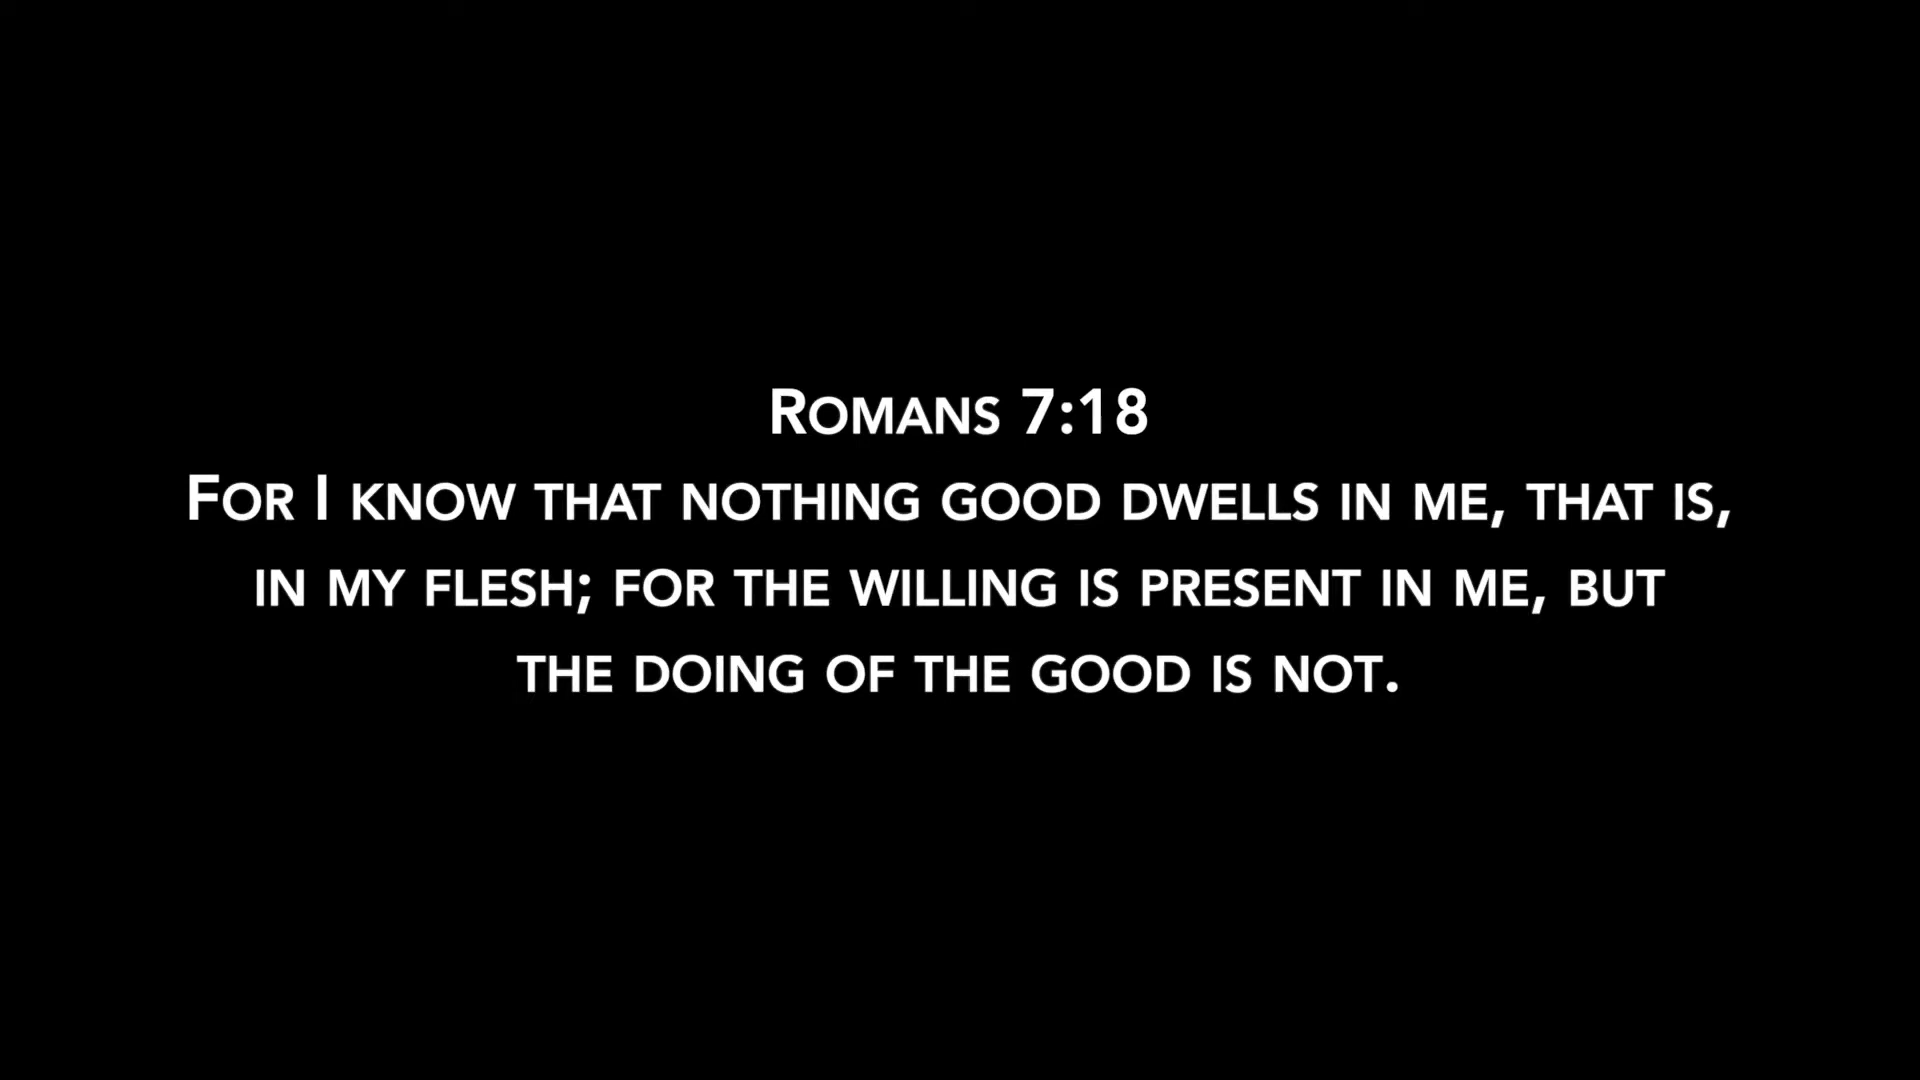 Romans 7:18
For I know that nothing good dwells in me, that is,
in my flesh; for the willing is present in me, but
the doing of the good is not.